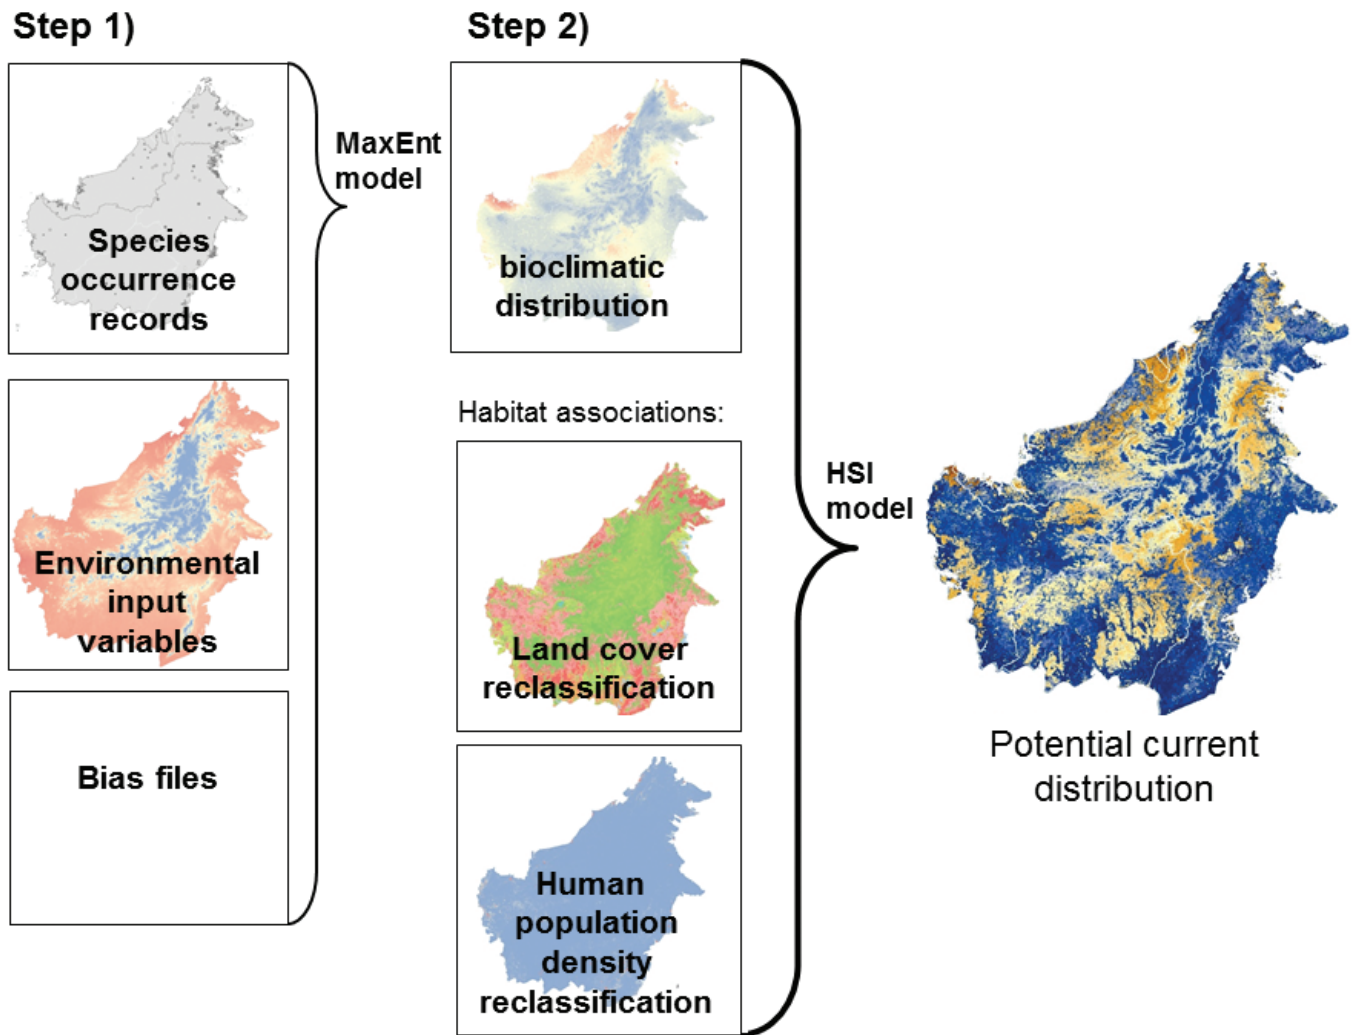 Step 1)
Species
occurrence
records
Environmental
input
variables
Bias files
MaxEnt
model
Step 2)
bioclimatic
distribution
Habitat associations:
Land cover
reclassification
Human
population
density
reclassification
HSI
model
Potential current
distribution